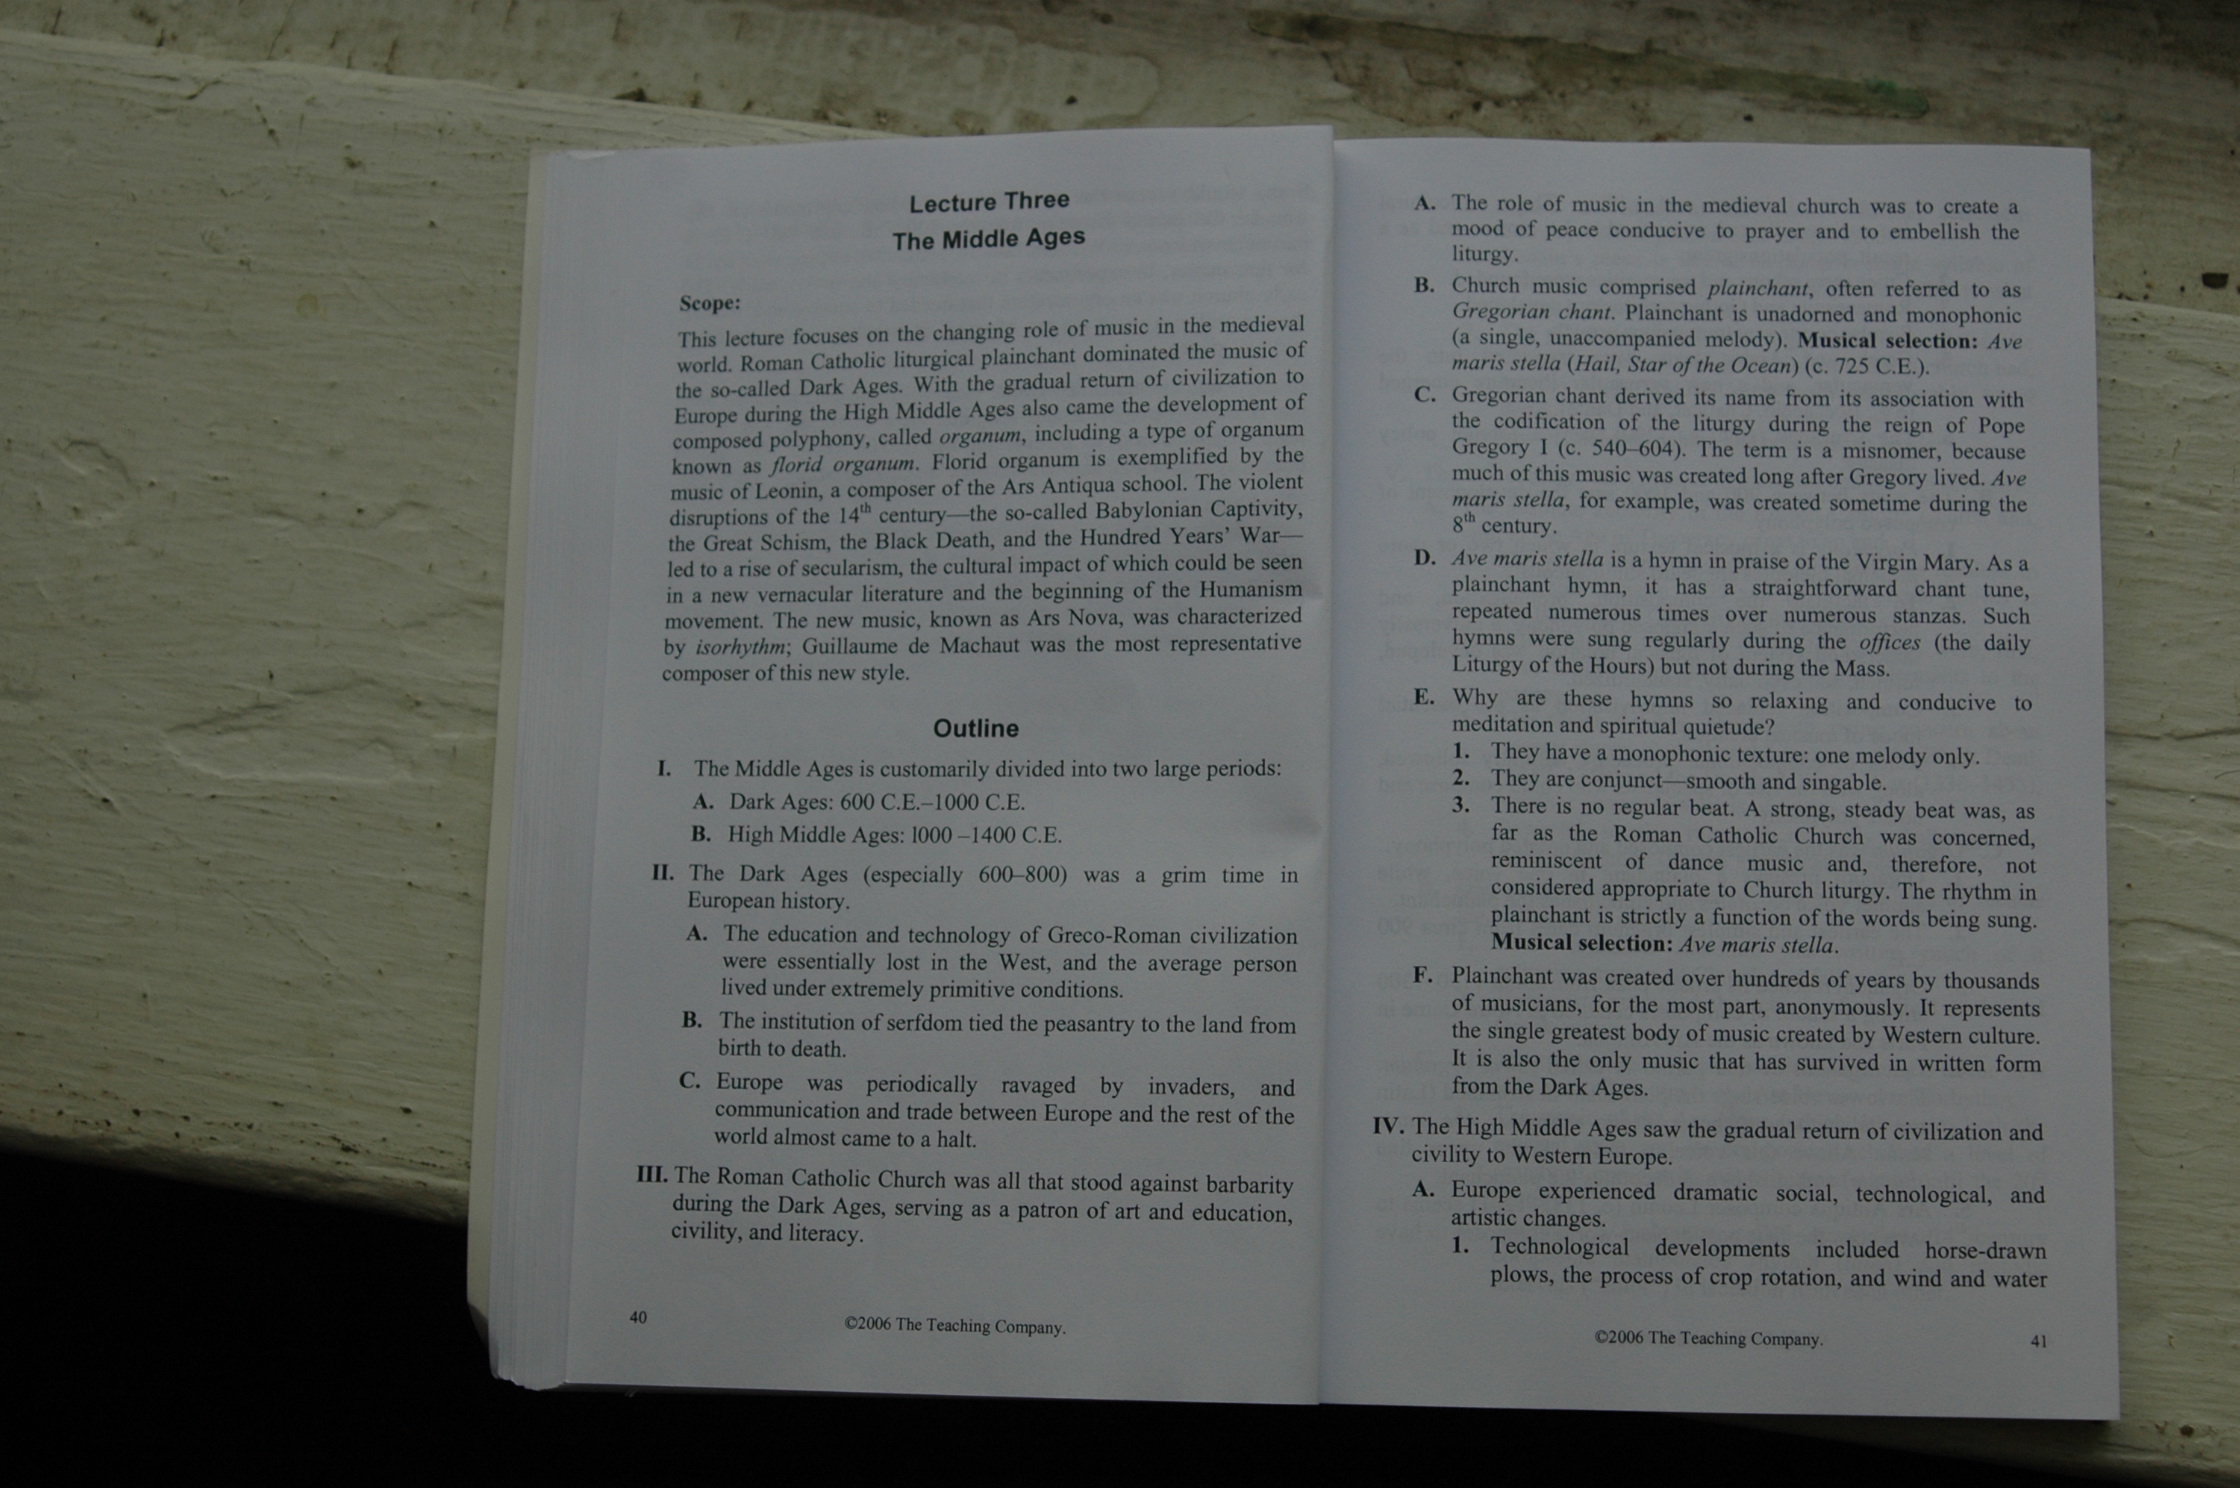 Lecture Three
The Middle Ages
Scope:
This lecture focuses on the changing role of music in the medieval
world. Roman Catholic liturgical plainchant dominated the music of
the so-called Dark Ages. With the gradual return of civilization to
Europe during the High Middle Ages also came the development of
composed polyphony, called organum, including a type of organum
known as florid organum. Florid organum is exemplified by the
music of Leonin, a composer of the Ars Antiqua school. The violent
disruptions of the 14th century—the so-called Babylonian Captivity,
the Great Schism, the Black Death, and the Hundred Years' War—
led to a rise of secularism, the cultural impact of which could be seen
in a new vernacular literature and the beginning of the Humanism
movement. The new music, known as Ars Nova, was characterized
by isorhythm; Guillaume de Machaut was the most representative
composer of this new style.
Outline
I. The Middle Ages is customarily divided into two large periods:
A. Dark Ages: 600 C.E.–1000 C.E.
B. High Middle Ages: 1000 –1400 C.E.
II. The Dark Ages (especially 600–800) was a grim time in
European history.
A. The education and technology of Greco-Roman civilization
were essentially lost in the West, and the average person
lived under extremely primitive conditions.
B. The institution of serfdom tied the peasantry to the land from
birth to death.
C. Europe was periodically ravaged by invaders, and
communication and trade between Europe and the rest of the
world almost came to a halt.
III. The Roman Catholic Church was all that stood against barbarity
during the Dark Ages, serving as a patron of art and education,
civility, and literacy.
40
©2006 The Teaching Company.
A. The role of music in the medieval church was to create a
mood of peace conducive to prayer and to embellish the
liturgy.
B. Church music comprised plainchant, often referred to as
Gregorian chant. Plainchant is unadorned and monophonic
(a single, unaccompanied melody). Musical selection: Ave
maris stella (Hail, Star of the Ocean) (c. 725 C.E.).
C. Gregorian chant derived its name from its association with
the codification of the liturgy during the reign of Pope
Gregory I (c. 540–604). The term is a misnomer, because
much of this music was created long after Gregory lived. Ave
maris stella, for example, was created sometime during the
8th century.
D. Ave maris stella is a hymn in praise of the Virgin Mary. As a
plainchant hymn, it has a straightforward chant tune,
repeated numerous times over numerous stanzas. Such
hymns were sung regularly during the offices (the daily
Liturgy of the Hours) but not during the Mass.
E. Why are these hymns so relaxing and conducive to
meditation and spiritual quietude?
1. They have a monophonic texture: one melody only.
2. They are conjunct—smooth and singable.
3. There is no regular beat. A strong, steady beat was, as
far as the Roman Catholic Church was concerned,
reminiscent of dance music and, therefore, not
considered appropriate to Church liturgy. The rhythm in
plainchant is strictly a function of the words being sung.
Musical selection: Ave maris stella.
F. Plainchant was created over hundreds of years by thousands
of musicians, for the most part, anonymously. It represents
the single greatest body of music created by Western culture.
It is also the only music that has survived in written form
from the Dark Ages.
IV. The High Middle Ages saw the gradual return of civilization and
civility to Western Europe.
A. Europe experienced dramatic social, technological, and
artistic changes.
1. Technological developments included horse-drawn
plows, the process of crop rotation, and wind and water
©2006 The Teaching Company.
41